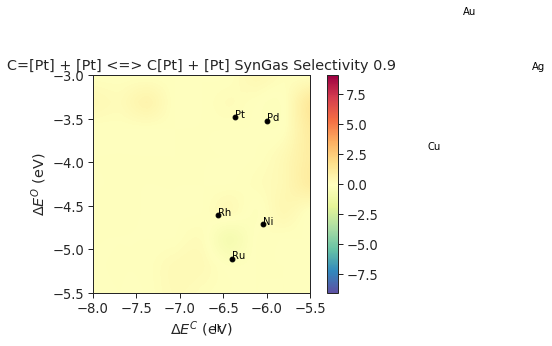 Au
C=[Pt] + [Pt] <=> C[Pt] + [Pt] SynGas Selectivity 0.9
Ag
Cu
−3.0
−3.5
−4.0
−4.5
−5.0
−5.5
ΔE^O (eV)
Pt
Pd
Rh
Ni
Ru
7.5
5.0
2.5
0.0
−2.5
−5.0
−7.5
−8.0 −7.5 −7.0 −6.5 −6.0 −5.5
ΔE^C (eV)
Ir